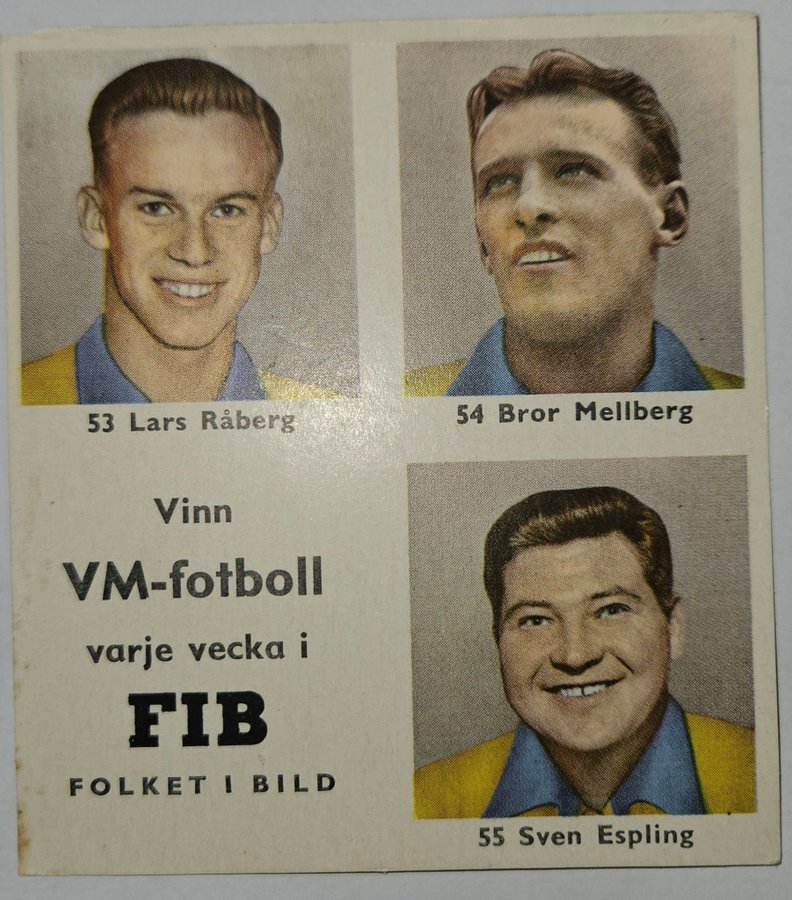 53 Lars Råberg
54 Bror Mellberg
Vinn
VM-fotboll
varje vecka i
FIB
FOLKET I BILD
55 Sven Espling